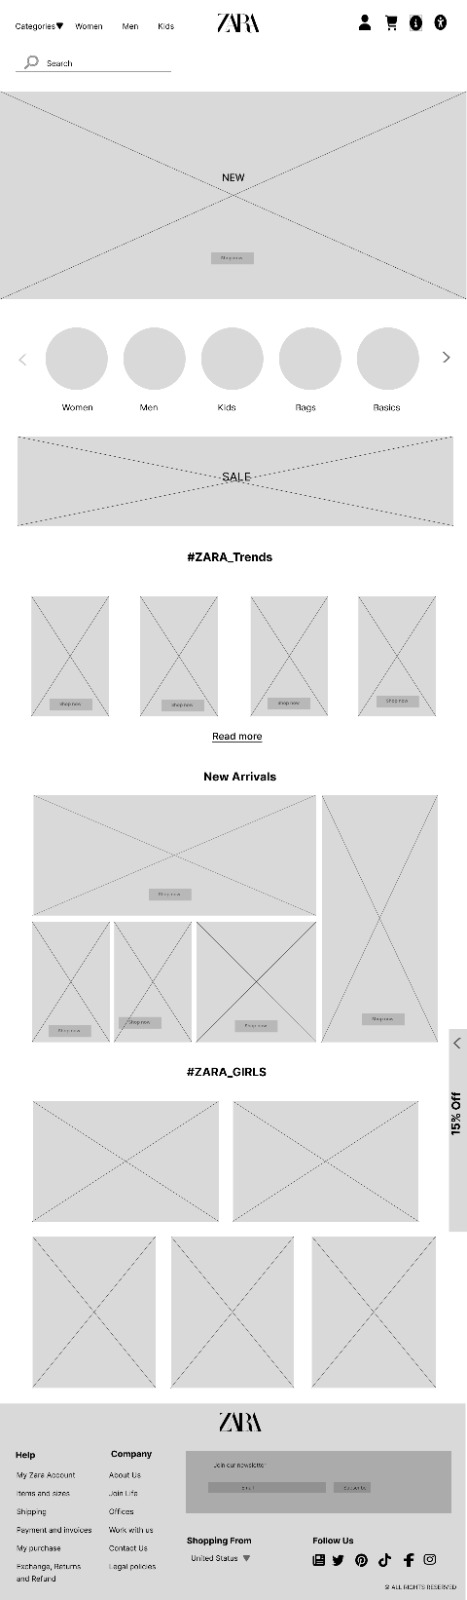 Categories▼ Women Men Kids ZARA
Search
NEW
Shop now
Women Men Kids Bags Basics
SALE
#ZARA_Trends
Shop now Shop now Shop now Shop now
Read more
New Arrivals
Shop now
Shop now
Shop now Shop now Shop now
#ZARA_GIRLS
15% Off
ZARA
Help
My Zara Account
Items and sizes
Shipping
Payment and invoices
My purchase
Exchange, Returns
and Refund
Company
About Us
Join Life
Offices
Work with us
Contact Us
Legal policies
Join our newsletter
Email Subscribe
Shopping From
United Status ▼
Follow Us
© ALL RIGHTS RESERVED